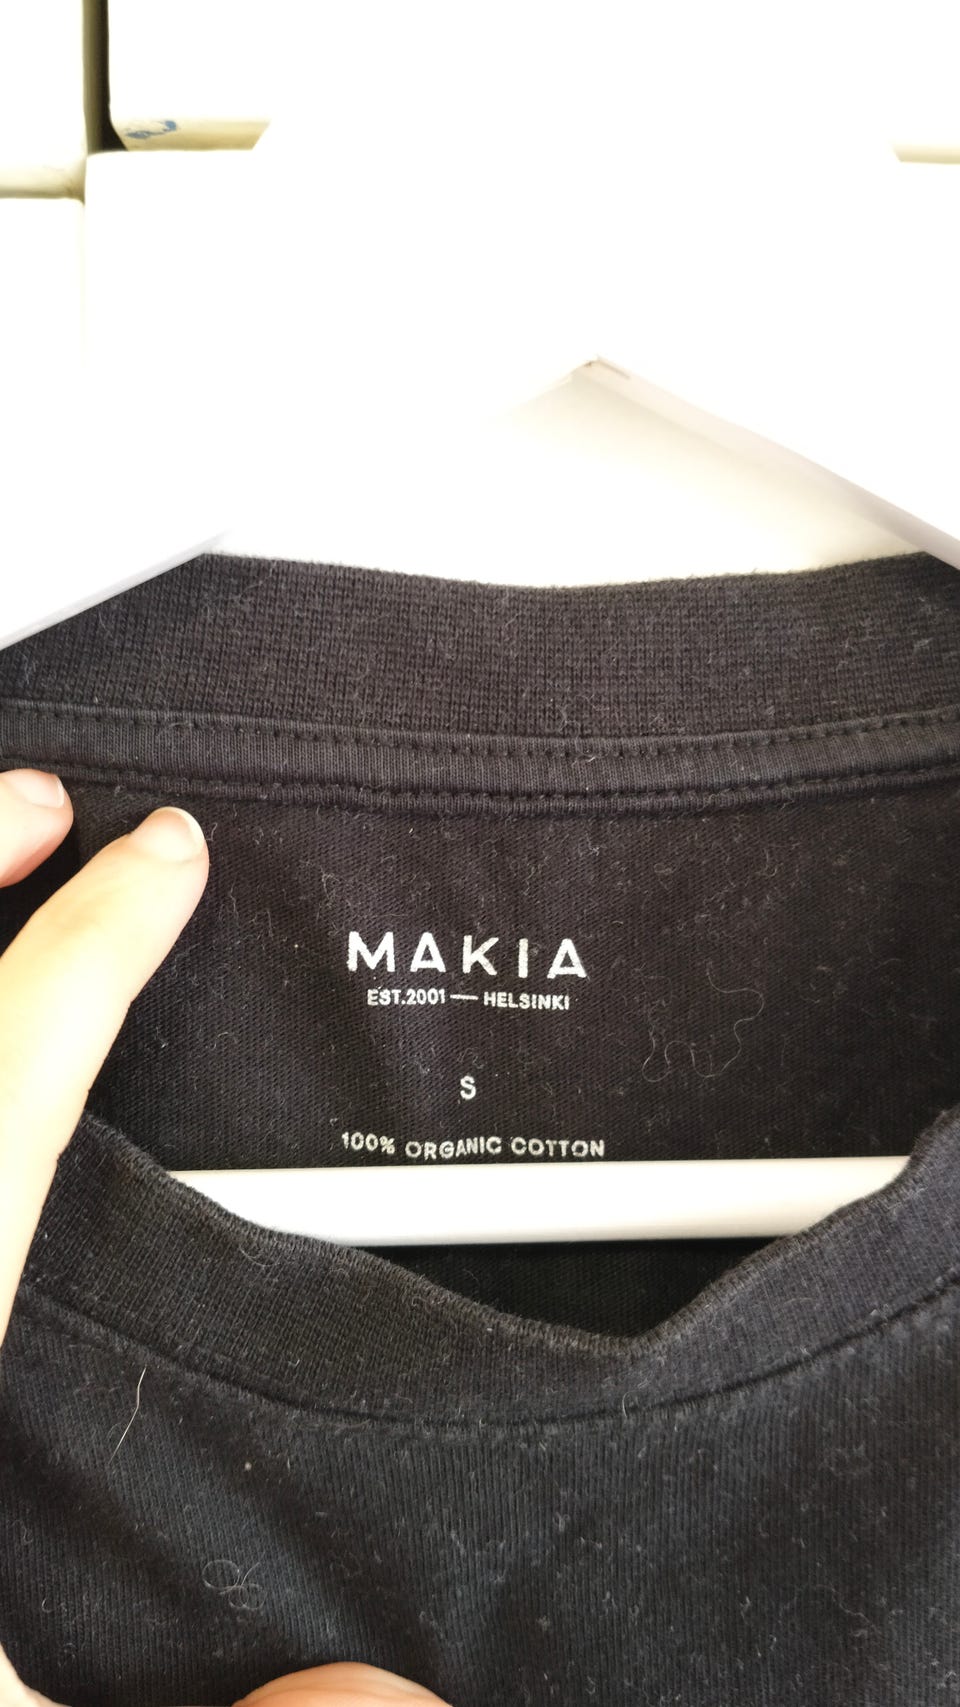 MAKIA
EST.2001 — HELSINKI
S
100% ORGANIC COTTON